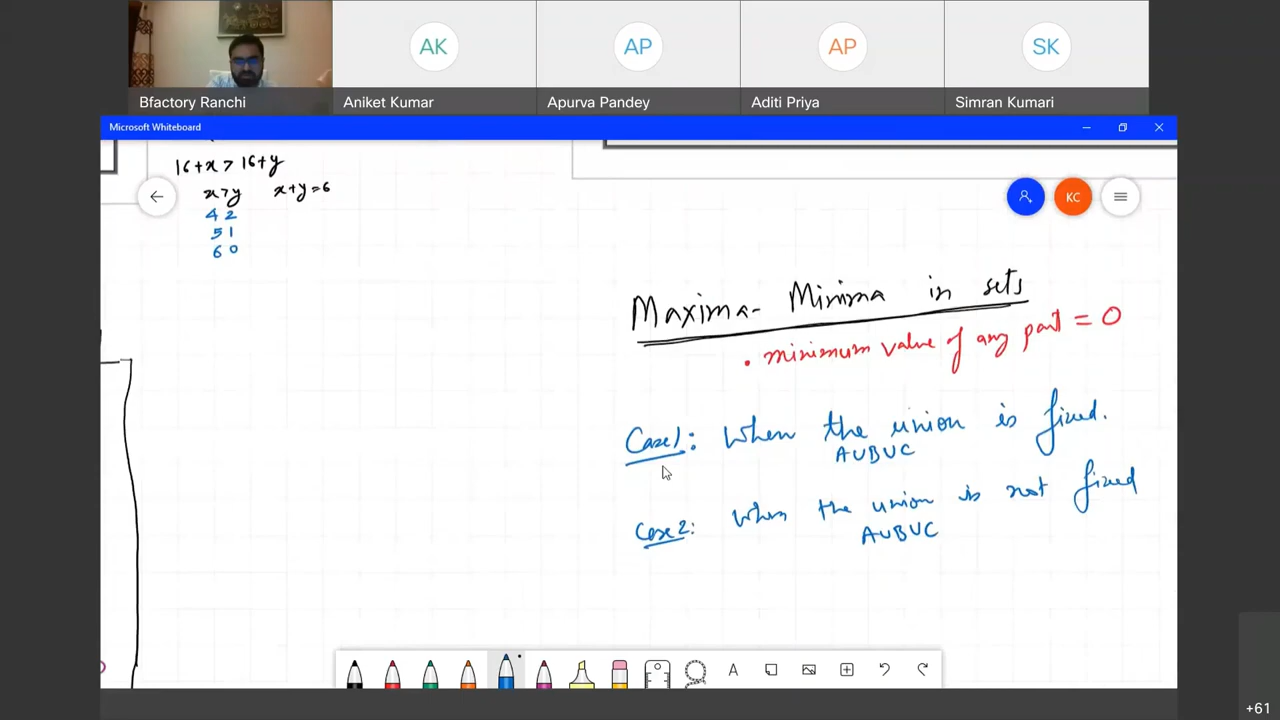 AK
AP
AP
SK
Bfactory Ranchi
Aniket Kumar
Apurva Pandey
Aditi Priya
Simran Kumari
Microsoft Whiteboard
16+x > 16+y
x>y x+y=6
4 2
5 1
6 0
KC
Maxima- Minima in sets
• minimum value of any part = 0
Case1: When the union is fixed.
AUBUC
Case2: When the union is not fixed
AUBUC
A
+61